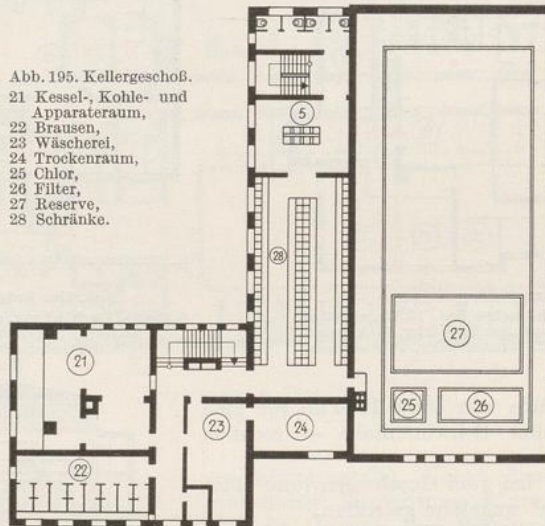 Abb. 195. Kellergeschoß.
21 Kessel-, Kohle- und
Apparateraum,
22 Brausen,
23 Wäscherei,
24 Trockenraum,
25 Chlor,
26 Filter,
27 Reserve,
28 Schränke.
5
28
27
21
25
26
23
24
22